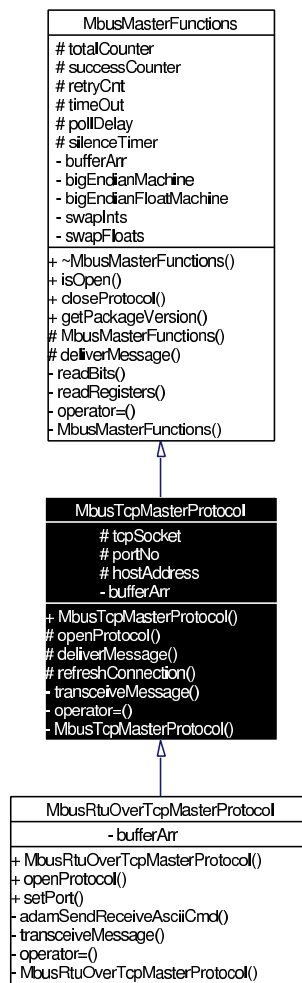 MbusMasterFunctions
# totalCounter
# successCounter
# retryCnt
# timeOut
# pollDelay
# silenceTimer
- bufferArr
- bigEndianMachine
- bigEndianFloatMachine
- swapInts
- swapFloats
+ ~MbusMasterFunctions()
+ isOpen()
+ closeProtocol()
+ getPackageVersion()
# MbusMasterFunctions()
# deliverMessage()
- readBits()
- readRegisters()
- operator=()
- MbusMasterFunctions()
MbusTcpMasterProtocol
# tcpSocket
# portNo
# hostAddress
- bufferArr
+ MbusTcpMasterProtocol()
# openProtocol()
# deliverMessage()
# refreshConnection()
- transceiveMessage()
- operator=()
- MbusTcpMasterProtocol()
MbusRtuOverTcpMasterProtocol
- bufferArr
+ MbusRtuOverTcpMasterProtocol()
+ openProtocol()
+ setPort()
- adamSendReceiveAsciiCmd()
- transceiveMessage()
- operator=()
- MbusRtuOverTcpMasterProtocol()